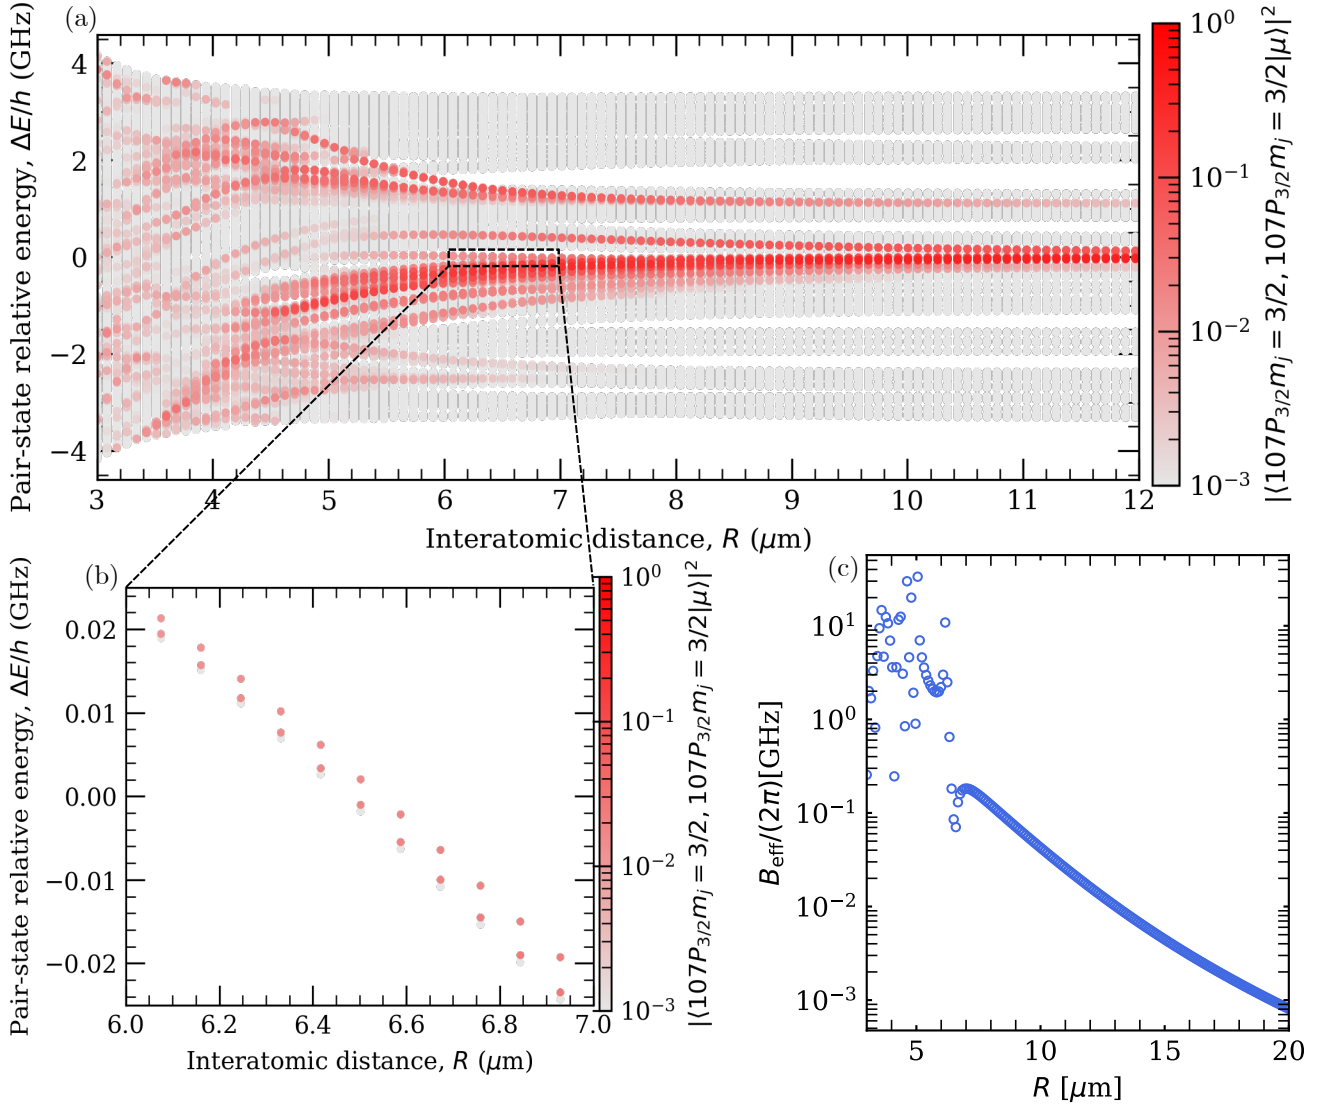 (a)
Pair-state relative energy, ΔE/h (GHz)
4
2
0
−2
−4
3 4 5 6 7 8 9 10 11 12
Interatomic distance, R (μm)
10⁰
10⁻¹
10⁻²
10⁻³
|⟨107P₃/₂mⱼ = 3/2, 107P₃/₂mⱼ = 3/2|μ⟩|²
(b)
Pair-state relative energy, ΔE/h (GHz)
0.02
0.01
0.00
−0.01
−0.02
6.0 6.2 6.4 6.6 6.8 7.0
Interatomic distance, R (μm)
10⁰
10⁻¹
10⁻²
10⁻³
|⟨107P₃/₂mⱼ = 3/2, 107P₃/₂mⱼ = 3/2|μ⟩|²
(c)
B_eff/(2π)[GHz]
10¹
10⁰
10⁻¹
10⁻²
10⁻³
5 10 15 20
R [μm]